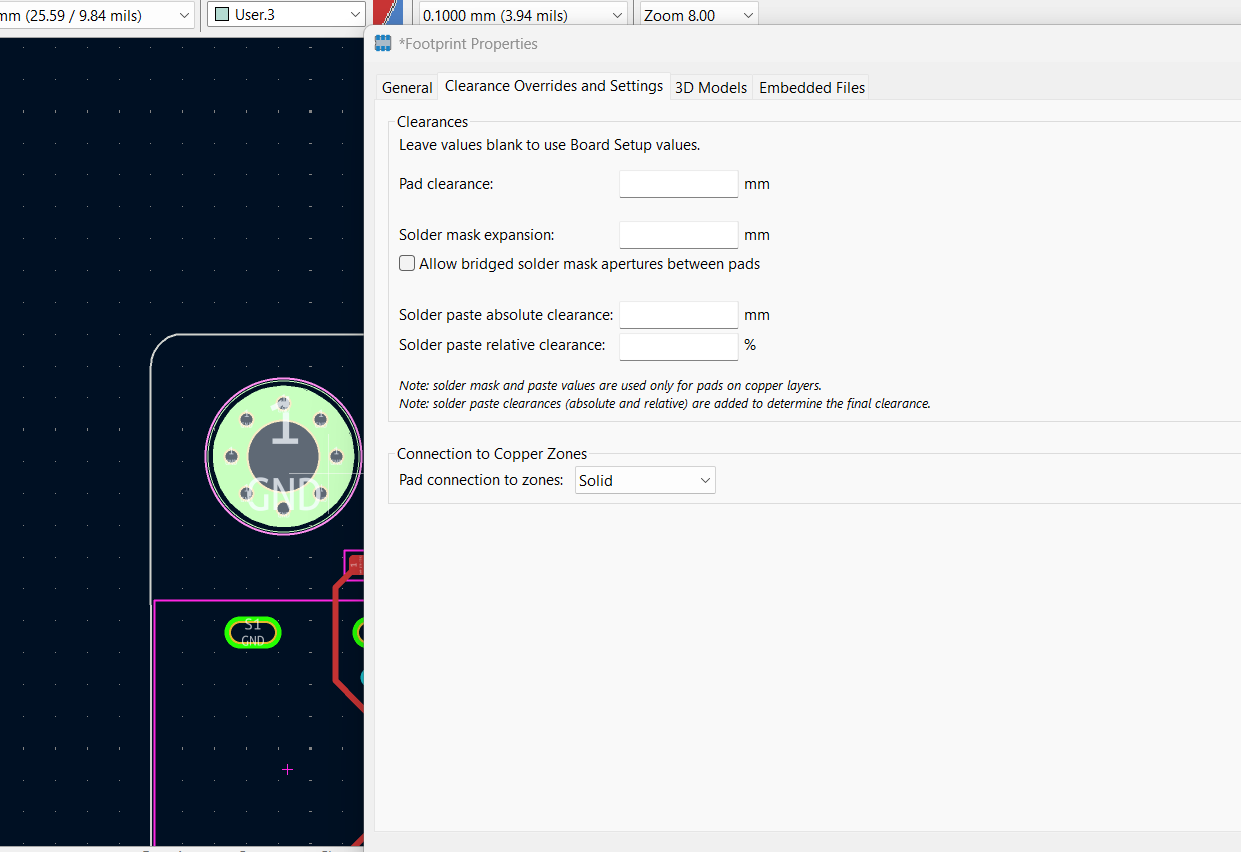 mm (25.59 / 9.84 mils)
User.3
0.1000 mm (3.94 mils)
Zoom 8.00
*Footprint Properties
General
Clearance Overrides and Settings
3D Models
Embedded Files
Clearances
Leave values blank to use Board Setup values.
Pad clearance:
mm
Solder mask expansion:
mm
Allow bridged solder mask apertures between pads
Solder paste absolute clearance:
mm
Solder paste relative clearance:
%
Note: solder mask and paste values are used only for pads on copper layers.
Note: solder paste clearances (absolute and relative) are added to determine the final clearance.
Connection to Copper Zones
Pad connection to zones:
Solid
1
GND
S1
GND